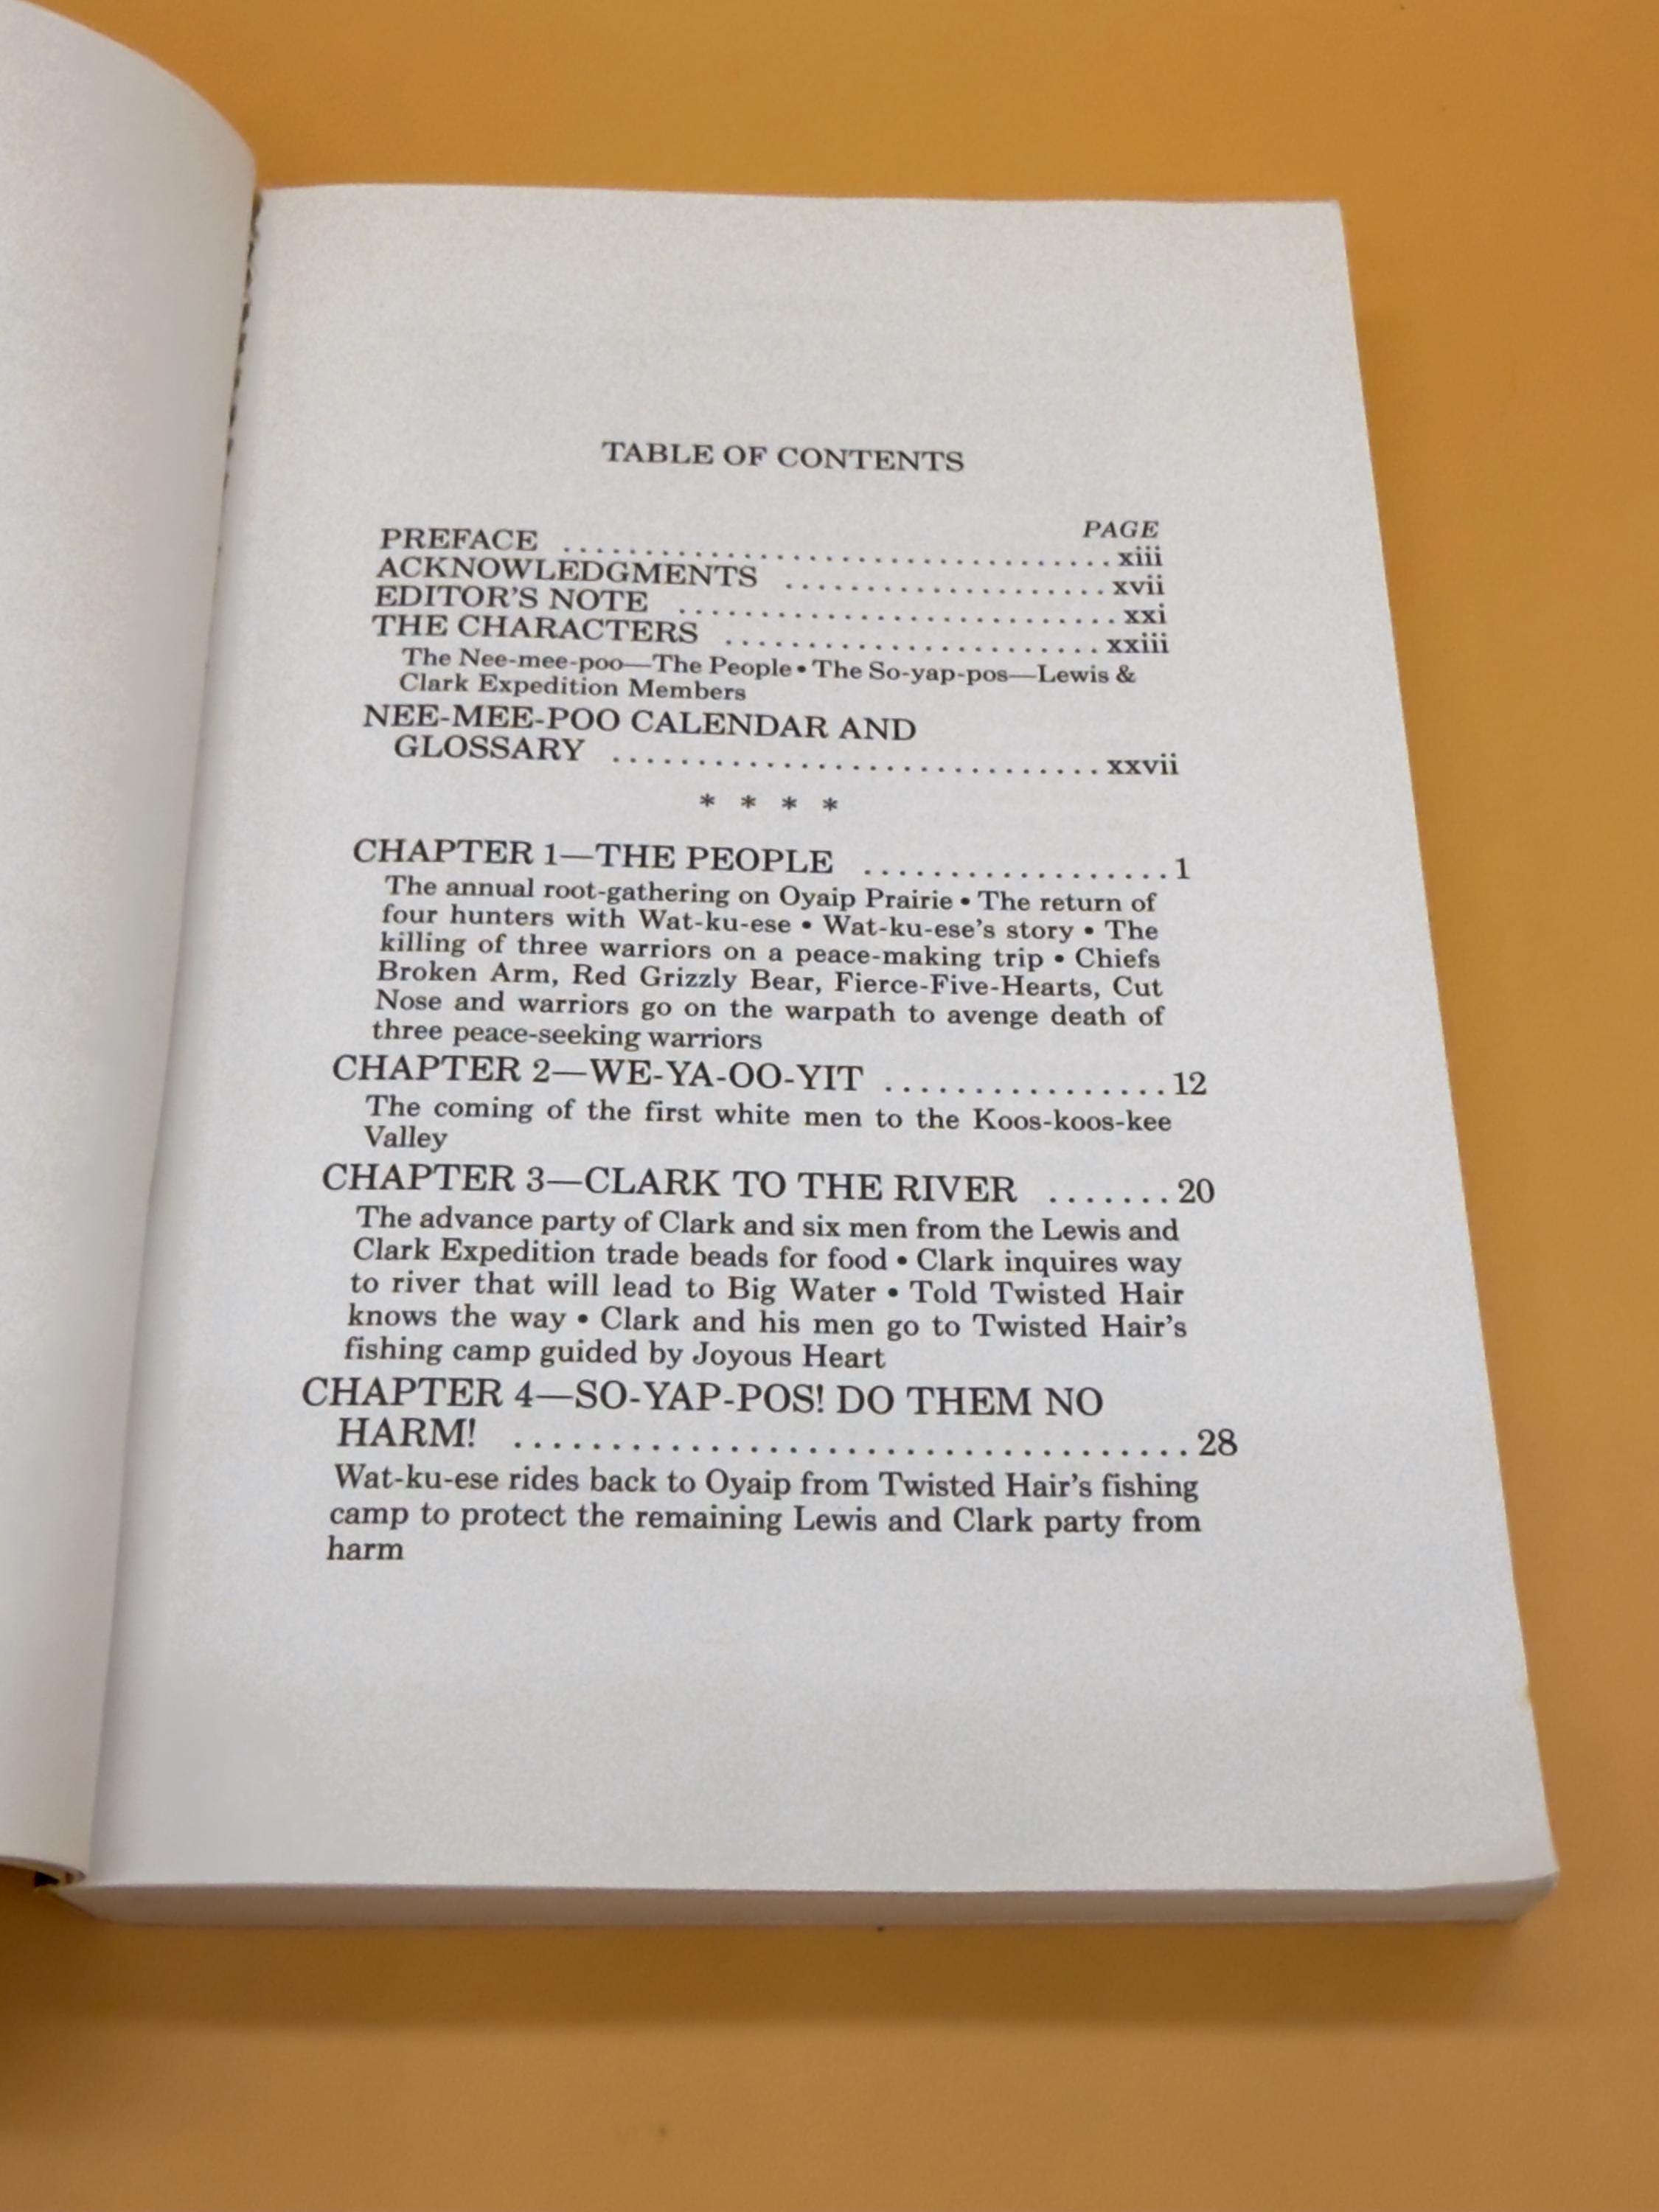 TABLE OF CONTENTS
PAGE
PREFACE .................................... xiii
ACKNOWLEDGMENTS .................... xvii
EDITOR'S NOTE ............................ xxi
THE CHARACTERS ........................ xxiii
The Nee-mee-poo—The People • The So-yap-pos—Lewis &
Clark Expedition Members
NEE-MEE-POO CALENDAR AND
GLOSSARY .............................. xxvii
* * * *
CHAPTER 1—THE PEOPLE .................. 1
The annual root-gathering on Oyaip Prairie • The return of
four hunters with Wat-ku-ese • Wat-ku-ese's story • The
killing of three warriors on a peace-making trip • Chiefs
Broken Arm, Red Grizzly Bear, Fierce-Five-Hearts, Cut
Nose and warriors go on the warpath to avenge death of
three peace-seeking warriors
CHAPTER 2—WE-YA-OO-YIT ................ 12
The coming of the first white men to the Koos-koos-kee
Valley
CHAPTER 3—CLARK TO THE RIVER ....... 20
The advance party of Clark and six men from the Lewis and
Clark Expedition trade beads for food • Clark inquires way
to river that will lead to Big Water • Told Twisted Hair
knows the way • Clark and his men go to Twisted Hair's
fishing camp guided by Joyous Heart
CHAPTER 4—SO-YAP-POS! DO THEM NO
HARM! ................................... 28
Wat-ku-ese rides back to Oyaip from Twisted Hair's fishing
camp to protect the remaining Lewis and Clark party from
harm